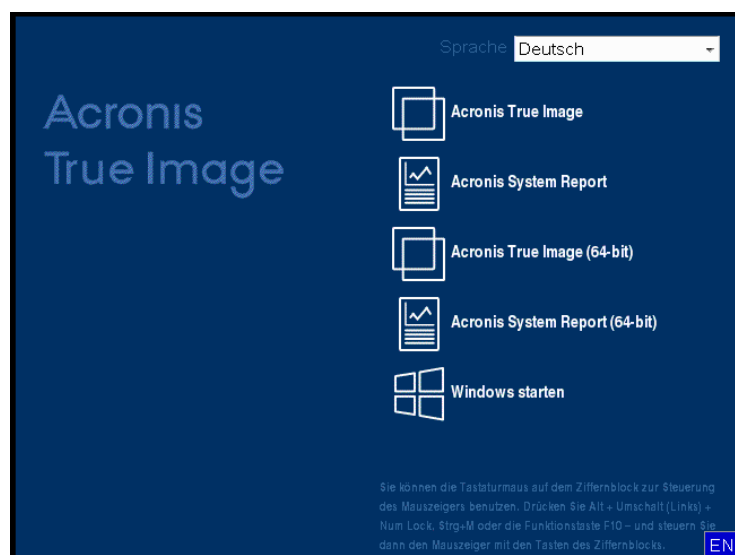 Sprache Deutsch
Acronis
True Image
Acronis True Image
Acronis System Report
Acronis True Image (64-bit)
Acronis System Report (64-bit)
Windows starten
Sie können die Tastaturmaus auf dem Ziffernblock zur Steuerung
des Mauszeigers benutzen. Drücken Sie Alt + Umschalt (Links) +
Num Lock, Strg+M oder die Funktionstaste F10 – und steuern Sie
dann den Mauszeiger mit den Tasten des Ziffernblocks.
EN